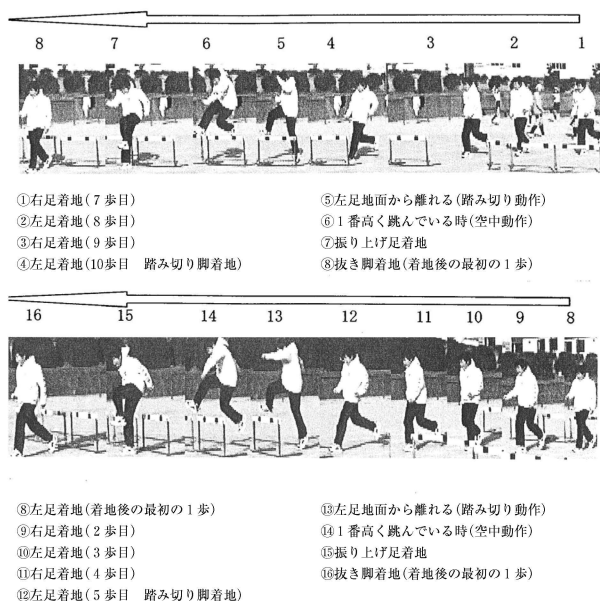 8 7 6 5 4 3 2 1
①右足着地(7歩目)
②左足着地(8歩目)
③右足着地(9歩目)
④左足着地(10歩目　踏み切り脚着地)
⑤左足地面から離れる(踏み切り動作)
⑥1番高く跳んでいる時(空中動作)
⑦振り上げ足着地
⑧抜き脚着地(着地後の最初の1歩)
16 15 14 13 12 11 10 9 8
⑧左足着地(着地後の最初の1歩)
⑨右足着地(2歩目)
⑩左足着地(3歩目)
⑪右足着地(4歩目)
⑫左足着地(5歩目　踏み切り脚着地)
⑬左足地面から離れる(踏み切り動作)
⑭1番高く跳んでいる時(空中動作)
⑮振り上げ足着地
⑯抜き脚着地(着地後の最初の1歩)